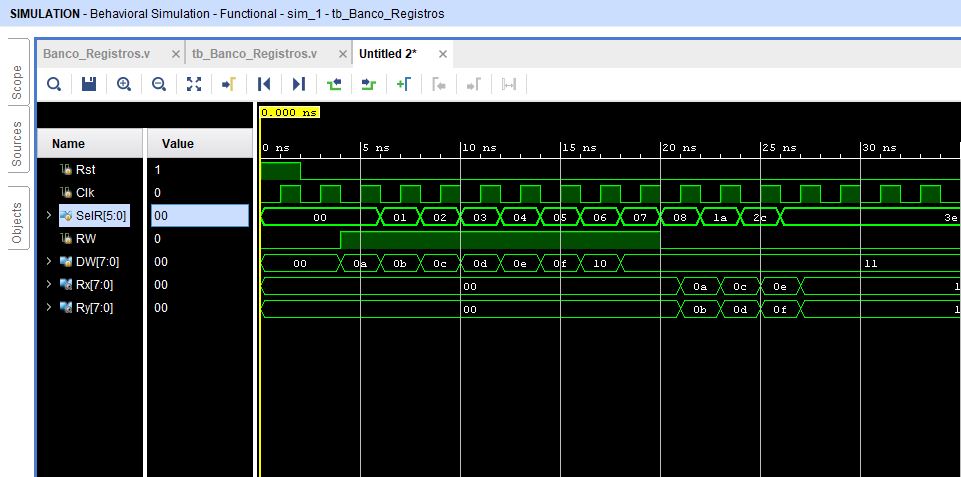 SIMULATION - Behavioral Simulation - Functional - sim_1 - tb_Banco_Registros
Scope
Sources
Objects
Banco_Registros.v × tb_Banco_Registros.v × Untitled 2* ×
0.000 ns
Name Value
0 ns 5 ns 10 ns 15 ns 20 ns 25 ns 30 ns
Rst 1
Clk 0
SelR[5:0] 00 00 01 02 03 04 05 06 07 08 1a 2c 3e
RW 0
DW[7:0] 00 00 0a 0b 0c 0d 0e 0f 10 11
Rx[7:0] 00 00 0a 0c 0e 1
Ry[7:0] 00 00 0b 0d 0f 1